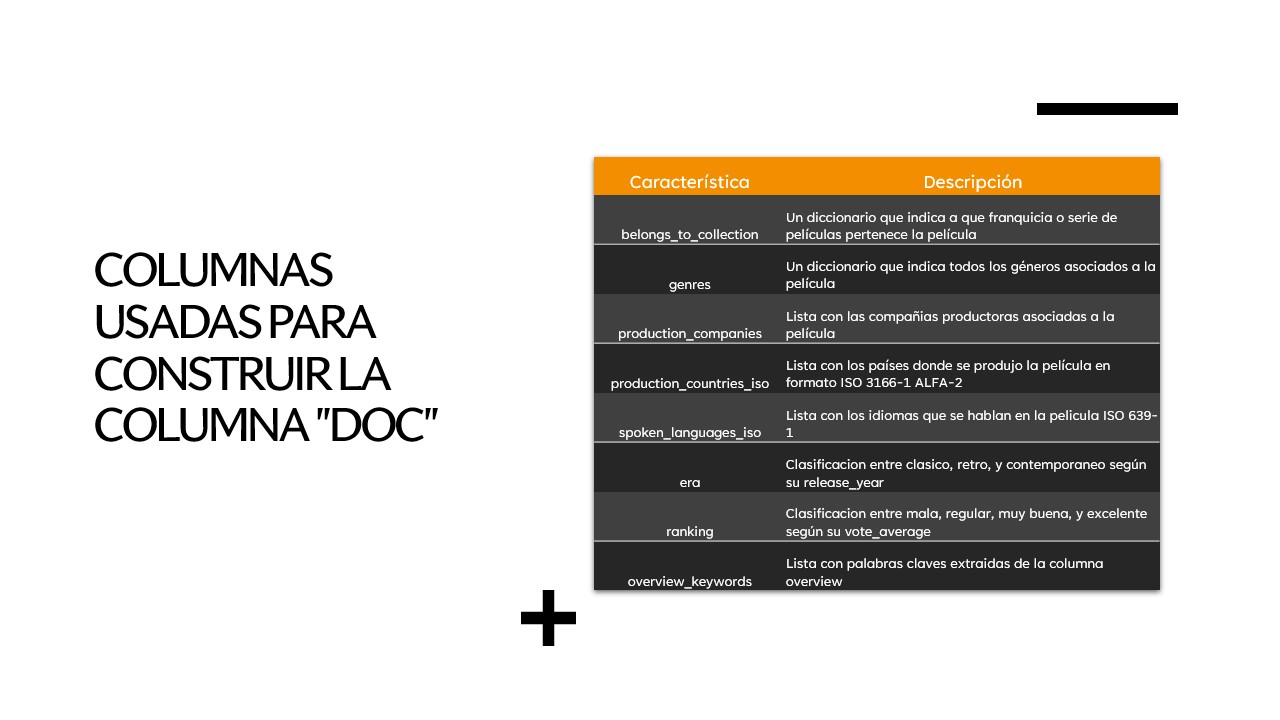 COLUMNAS
USADAS PARA
CONSTRUIR LA
COLUMNA "DOC"
Característica
Descripción
belongs_to_collection
Un diccionario que indica a que franquicia o serie de
películas pertenece la película
genres
Un diccionario que indica todos los géneros asociados a la
película
production_companies
Lista con las compañias productoras asociadas a la
película
production_countries_iso
Lista con los países donde se produjo la película en
formato ISO 3166-1 ALFA-2
spoken_languages_iso
Lista con los idiomas que se hablan en la pelicula ISO 639-
1
era
Clasificacion entre clasico, retro, y contemporaneo según
su release_year
ranking
Clasificacion entre mala, regular, muy buena, y excelente
según su vote_average
overview_keywords
Lista con palabras claves extraidas de la columna
overview